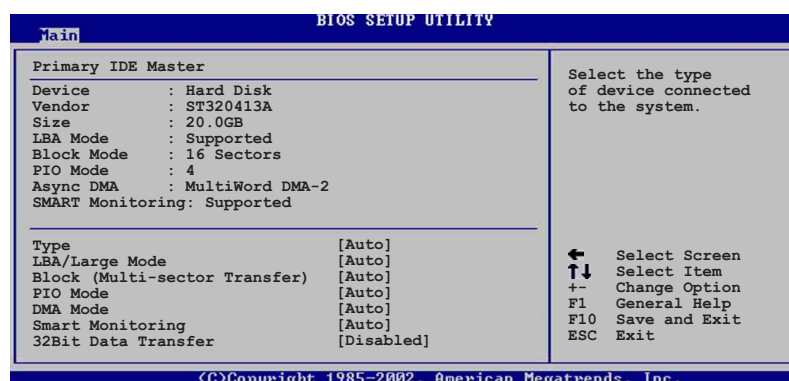 BIOS SETUP UTILITY
Main
Primary IDE Master
Device : Hard Disk
Vendor : ST320413A
Size : 20.0GB
LBA Mode : Supported
Block Mode : 16 Sectors
PIO Mode : 4
Async DMA : MultiWord DMA-2
SMART Monitoring: Supported
Type [Auto]
LBA/Large Mode [Auto]
Block (Multi-sector Transfer) [Auto]
PIO Mode [Auto]
DMA Mode [Auto]
Smart Monitoring [Auto]
32Bit Data Transfer [Disabled]
Select the type
of device connected
to the system.
← Select Screen
↑↓ Select Item
+- Change Option
F1 General Help
F10 Save and Exit
ESC Exit
(C)Copyright 1985-2002, American Megatrends, Inc.